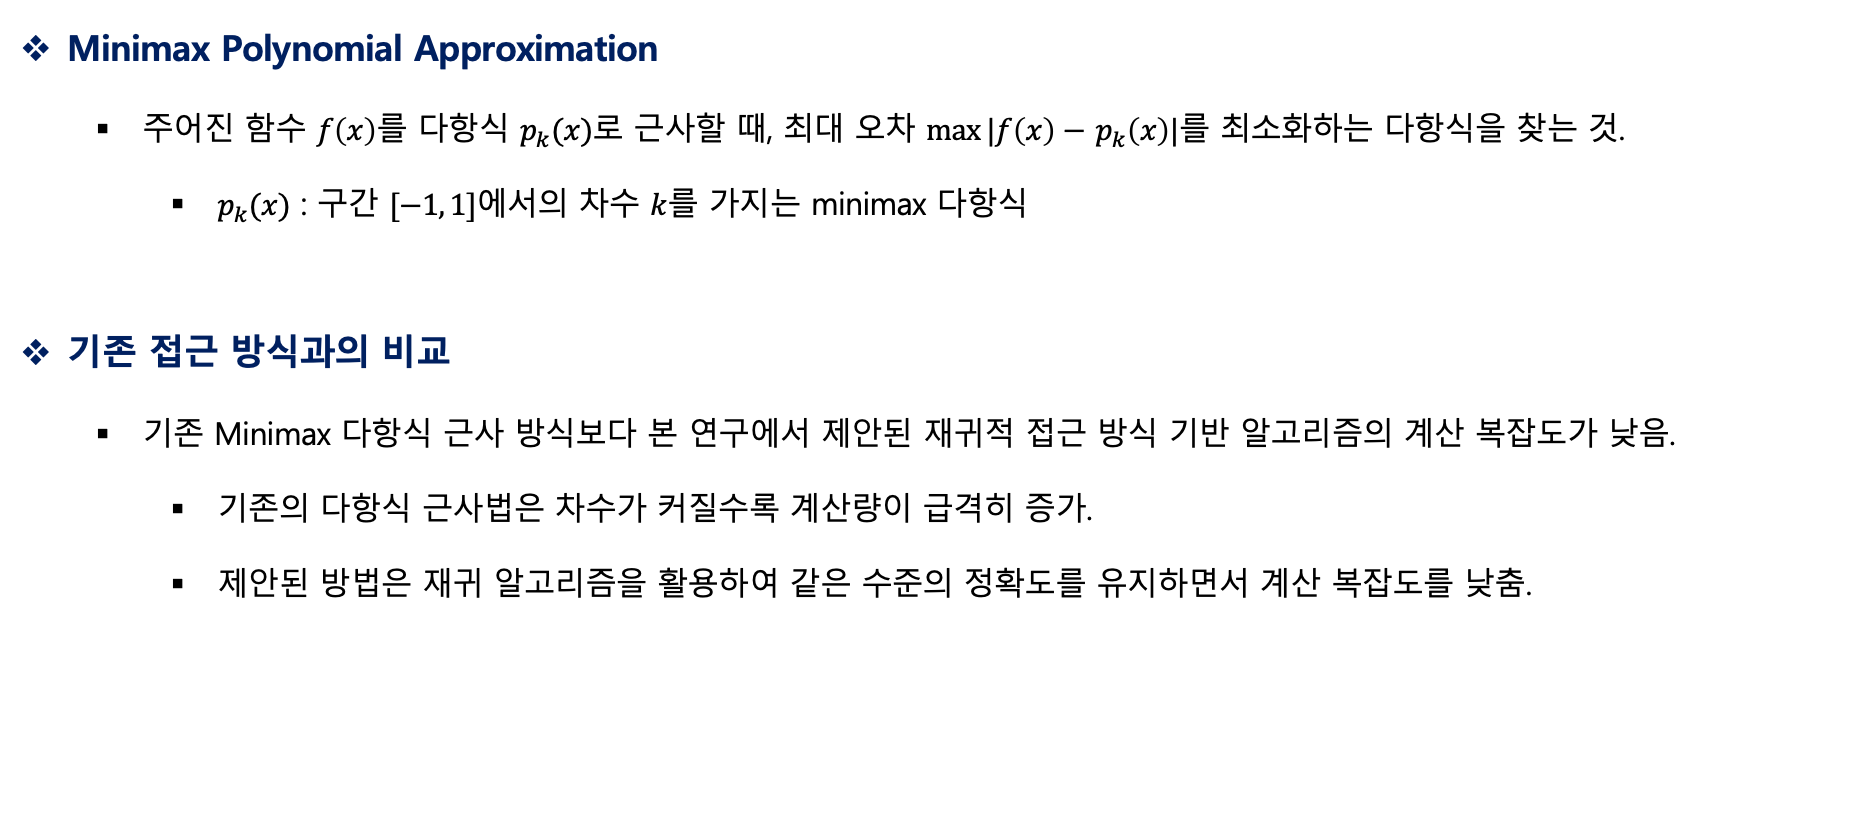 ❖ Minimax Polynomial Approximation
▪ 주어진 함수 f(x)를 다항식 pₖ(x)로 근사할 때, 최대 오차 max|f(x) − pₖ(x)|를 최소화하는 다항식을 찾는 것.
▪ pₖ(x) : 구간 [−1, 1]에서의 차수 k를 가지는 minimax 다항식
❖ 기존 접근 방식과의 비교
▪ 기존 Minimax 다항식 근사 방식보다 본 연구에서 제안된 재귀적 접근 방식 기반 알고리즘의 계산 복잡도가 낮음.
▪ 기존의 다항식 근사법은 차수가 커질수록 계산량이 급격히 증가.
▪ 제안된 방법은 재귀 알고리즘을 활용하여 같은 수준의 정확도를 유지하면서 계산 복잡도를 낮춤.